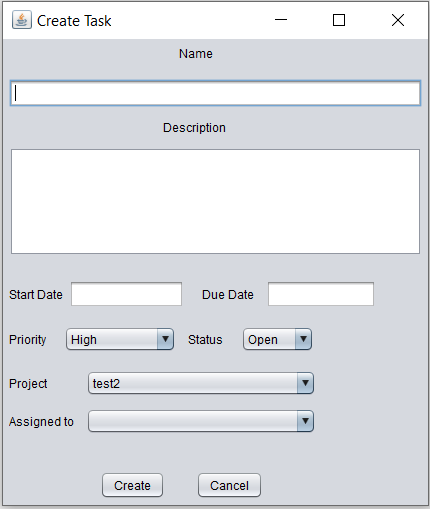 Create Task
Name
Description
Start Date Due Date
Priority High Status Open
Project test2
Assigned to
Create Cancel